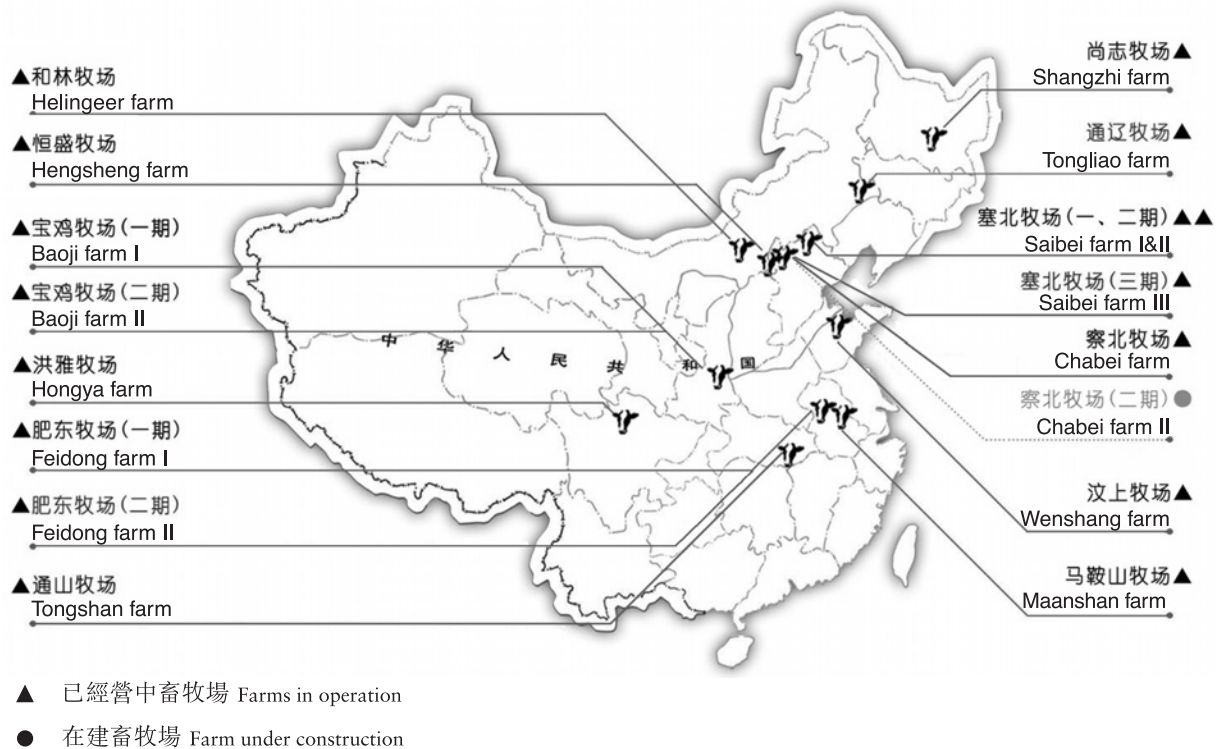 ▲和林牧场
Helingeer farm
▲恒盛牧场
Hengsheng farm
▲宝鸡牧场(一期)
Baoji farm I
▲宝鸡牧场(二期)
Baoji farm II
▲洪雅牧场
Hongya farm
▲肥东牧场(一期)
Feidong farm I
▲肥东牧场(二期)
Feidong farm II
▲通山牧场
Tongshan farm
中华人民共和国
尚志牧场▲
Shangzhi farm
通辽牧场▲
Tongliao farm
塞北牧场(一、二期)▲▲
Saibei farm I&II
塞北牧场(三期)▲
Saibei farm III
察北牧场▲
Chabei farm
察北牧场(二期)●
Chabei farm II
汶上牧场▲
Wenshang farm
马鞍山牧场▲
Maanshan farm
▲ 已經營中畜牧場 Farms in operation
● 在建畜牧場 Farm under construction